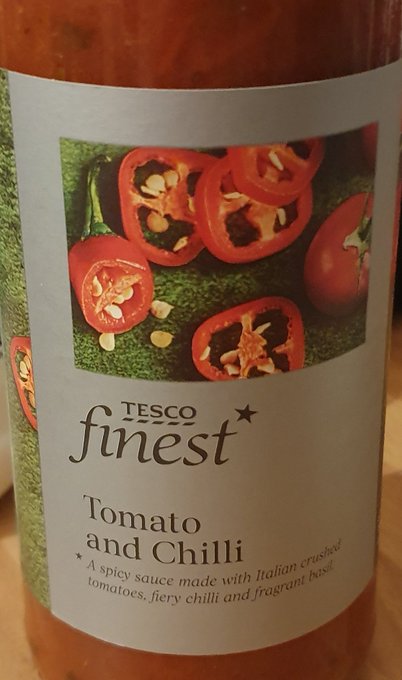 TESCO
finest*
Tomato
and Chilli
* A spicy sauce made with Italian crushed
tomatoes, fiery chilli and fragrant basil.